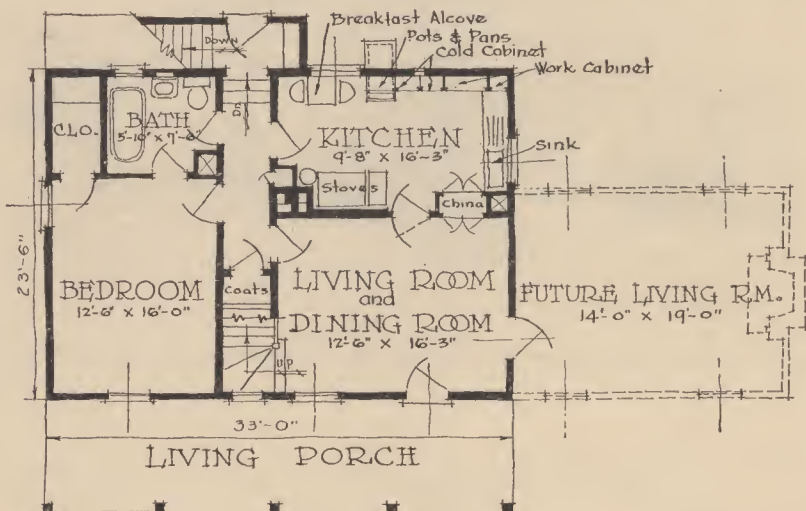 Breakfast Alcove
Pots & Pans
Cold Cabinet
Work Cabinet
DOWN
Dn
CLO.
BATH
5'-10" x 7'-6"
KITCHEN
9'-8" x 16'-3"
Sink
Stoves
China
BEDROOM
12'-6" x 16'-0"
Coats
LIVING ROOM
and
DINING ROOM
12'-6" x 16'-3"
FUTURE LIVING RM.
14'-0" x 19'-0"
UP
23'-6"
33'-0"
LIVING PORCH